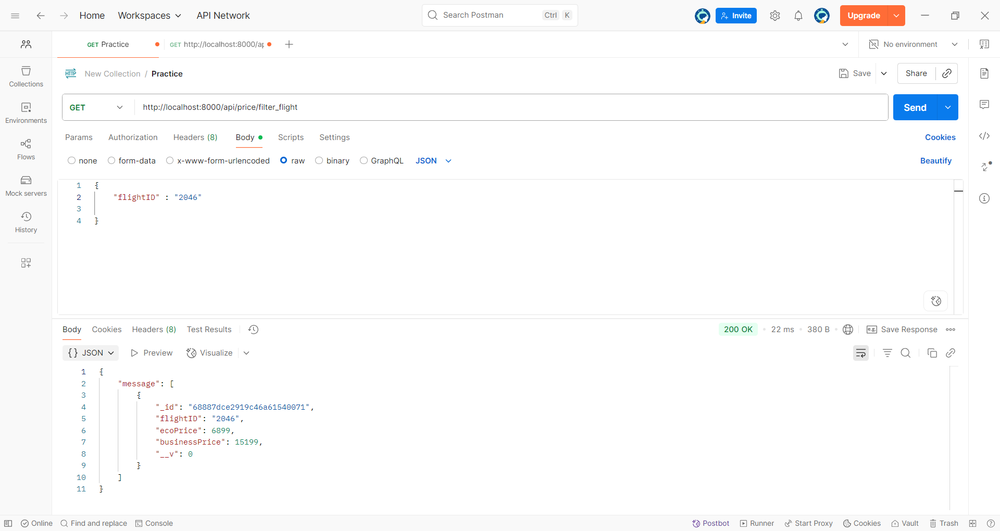 Home Workspaces API Network Search Postman Ctrl K Invite Upgrade
GET Practice GET http://localhost:8000/ap No environment
HTTP New Collection / Practice Save Share
GET http://localhost:8000/api/price/filter_flight Send
Collections
Environments
Flows
Mock servers
History
Params Authorization Headers (8) Body Scripts Settings Cookies
none form-data x-www-form-urlencoded raw binary GraphQL JSON Beautify
1 {
2 "flightID" : "2046"
3
4 }
Body Cookies Headers (8) Test Results 200 OK 22 ms 380 B e.g. Save Response
{} JSON Preview Visualize
1 {
2 "message": [
3 {
4 "_id": "68887dce2919c46a61540071",
5 "flightID": "2046",
6 "ecoPrice": 6899,
7 "businessPrice": 15199,
8 "__v": 0
9 }
10 ]
11 }
Online Find and replace Console Postbot Runner Start Proxy Cookies Vault Trash